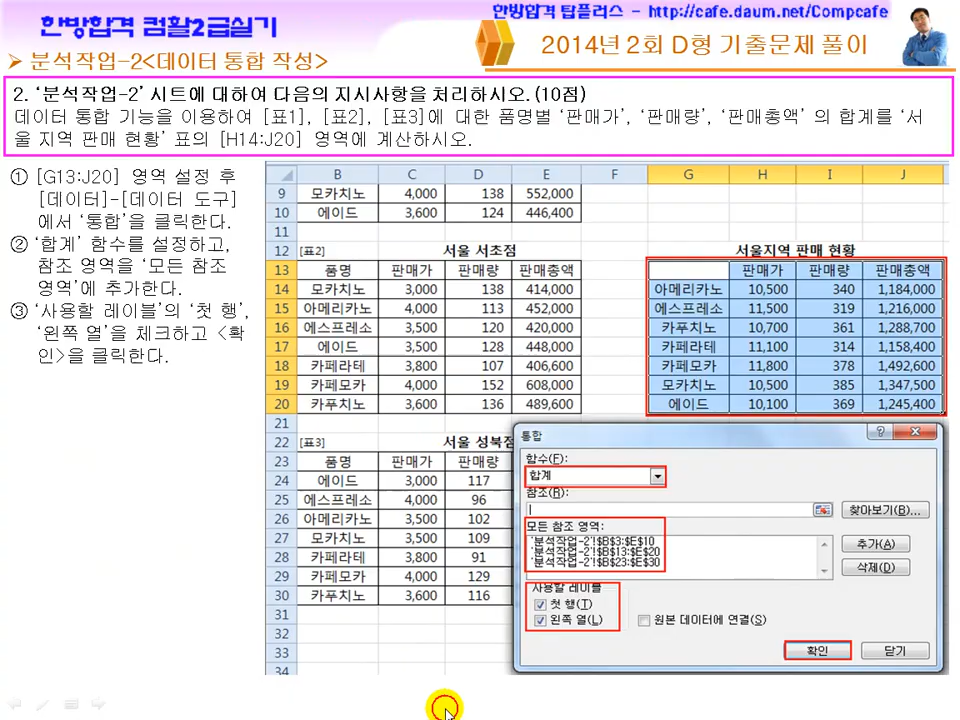 한방합격 컴활2급실기
한방합격 탑플러스 - http://cafe.daum.net/Compcafe
2014년 2회 D형 기출문제 풀이
➢ 분석작업-2<데이터 통합 작성>
2. ‘분석작업-2’ 시트에 대하여 다음의 지시사항을 처리하시오.(10점)
데이터 통합 기능을 이용하여 [표1], [표2], [표3]에 대한 품명별 ‘판매가’, ‘판매량’, ‘판매총액’ 의 합계를 ‘서
울 지역 판매 현황’ 표의 [H14:J20] 영역에 계산하시오.
① [G13:J20] 영역 설정 후
[데이터]-[데이터 도구]
에서 ‘통합’을 클릭한다.
② ‘합계’ 함수를 설정하고,
참조 영역을 ‘모든 참조
영역’에 추가한다.
③ ‘사용할 레이블’의 ‘첫 행’,
‘왼쪽 열’을 체크하고 <확
인>을 클릭한다.
B C D E F G H I J
9 모카치노 4,000 138 552,000
10 에이드 3,600 124 446,400
11
12 [표2] 서울 서초점 서울지역 판매 현황
13 품명 판매가 판매량 판매총액 판매가 판매량 판매총액
14 모카치노 3,000 138 414,000 아메리카노 10,500 340 1,184,000
15 아메리카노 4,000 113 452,000 에스프레소 11,500 319 1,216,000
16 에스프레소 3,500 120 420,000 카푸치노 10,700 361 1,288,700
17 에이드 3,500 128 448,000 카페라테 11,100 314 1,158,400
18 카페라테 3,800 107 406,600 카페모카 11,800 378 1,492,600
19 카페모카 4,000 152 608,000 모카치노 10,500 385 1,347,500
20 카푸치노 3,600 136 489,600 에이드 10,100 369 1,245,400
21
22 [표3] 서울 성북점
23 품명 판매가 판매량
24 에이드 3,000 117
25 에스프레소 4,000 96
26 아메리카노 3,500 102
27 모카치노 3,500 109
28 카페라테 3,800 91
29 카페모카 4,000 129
30 카푸치노 3,600 116
31
32
33
34
통합
함수(F):
합계
참조(R):
찾아보기(B)...
모든 참조 영역:
'분석작업-2'!$B$3:$E$10
'분석작업-2'!$B$13:$E$20
'분석작업-2'!$B$23:$E$30
추가(A)
삭제(D)
사용할 레이블
첫 행(T)
왼쪽 열(L)
원본 데이터에 연결(S)
확인
닫기